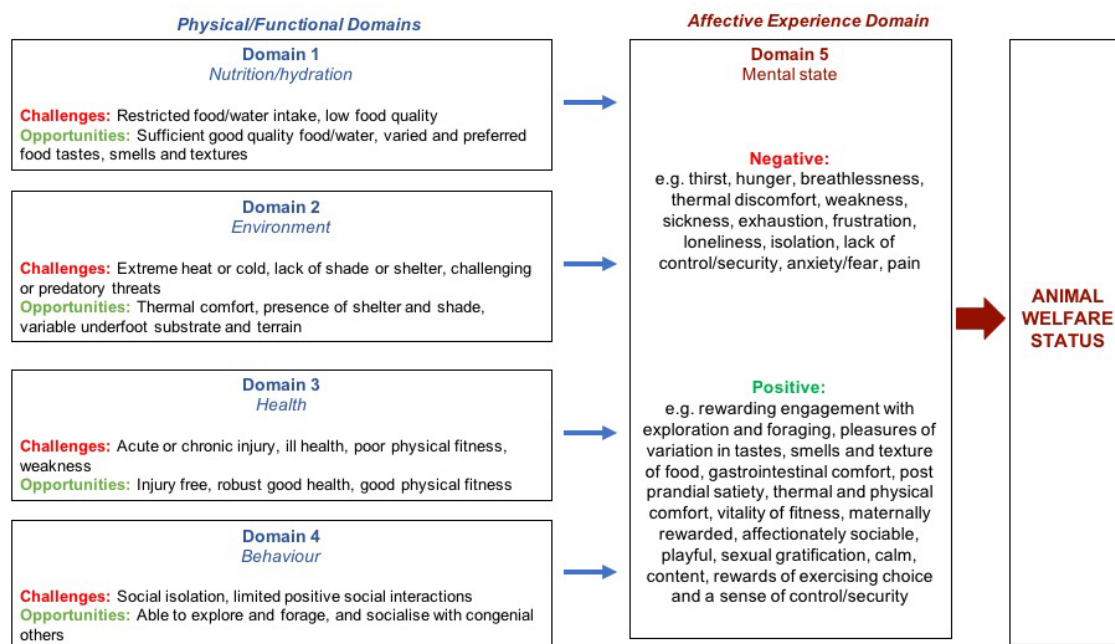 Physical/Functional Domains
Domain 1
Nutrition/hydration
Challenges: Restricted food/water intake, low food quality
Opportunities: Sufficient good quality food/water, varied and preferred
food tastes, smells and textures
Domain 2
Environment
Challenges: Extreme heat or cold, lack of shade or shelter, challenging
or predatory threats
Opportunities: Thermal comfort, presence of shelter and shade,
variable underfoot substrate and terrain
Domain 3
Health
Challenges: Acute or chronic injury, ill health, poor physical fitness,
weakness
Opportunities: Injury free, robust good health, good physical fitness
Domain 4
Behaviour
Challenges: Social isolation, limited positive social interactions
Opportunities: Able to explore and forage, and socialise with congenial
others
Affective Experience Domain
Domain 5
Mental state
Negative:
e.g. thirst, hunger, breathlessness,
thermal discomfort, weakness,
sickness, exhaustion, frustration,
loneliness, isolation, lack of
control/security, anxiety/fear, pain
Positive:
e.g. rewarding engagement with
exploration and foraging, pleasures of
variation in tastes, smells and texture
of food, gastrointestinal comfort, post
prandial satiety, thermal and physical
comfort, vitality of fitness, maternally
rewarded, affectionately sociable,
playful, sexual gratification, calm,
content, rewards of exercising choice
and a sense of control/security
ANIMAL
WELFARE
STATUS